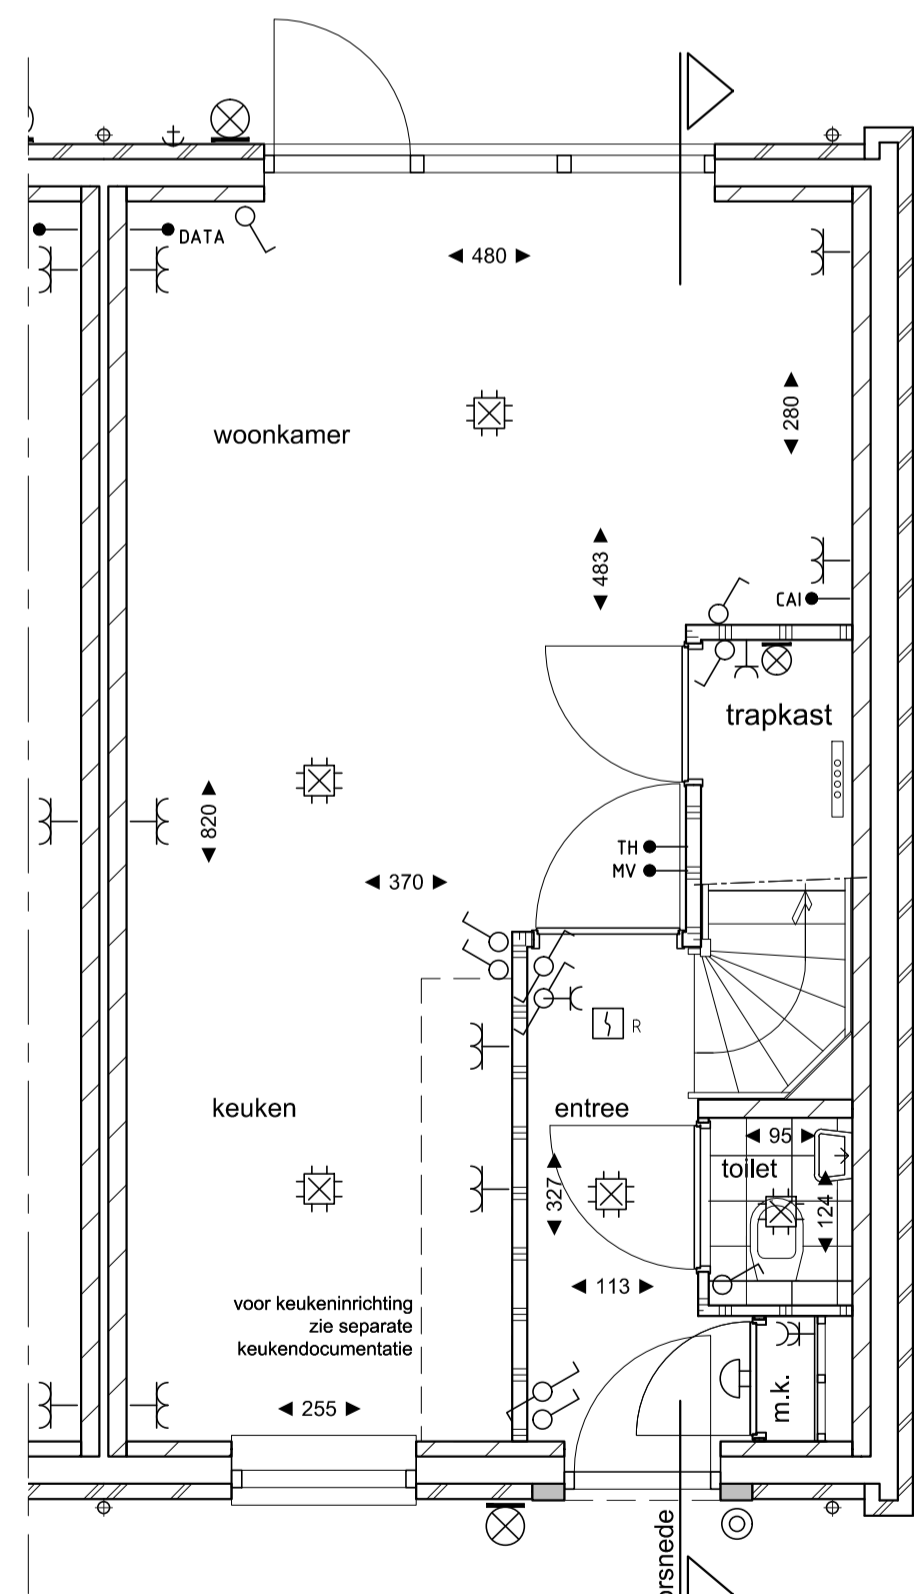 DATA
480
woonkamer
280
483
CAI
trapkast
820
TH
MV
370
R
keuken
entree
95
toilet
327
124
113
voor keukeninrichting
zie separate
keukendocumentatie
255
m.k.
orsnede